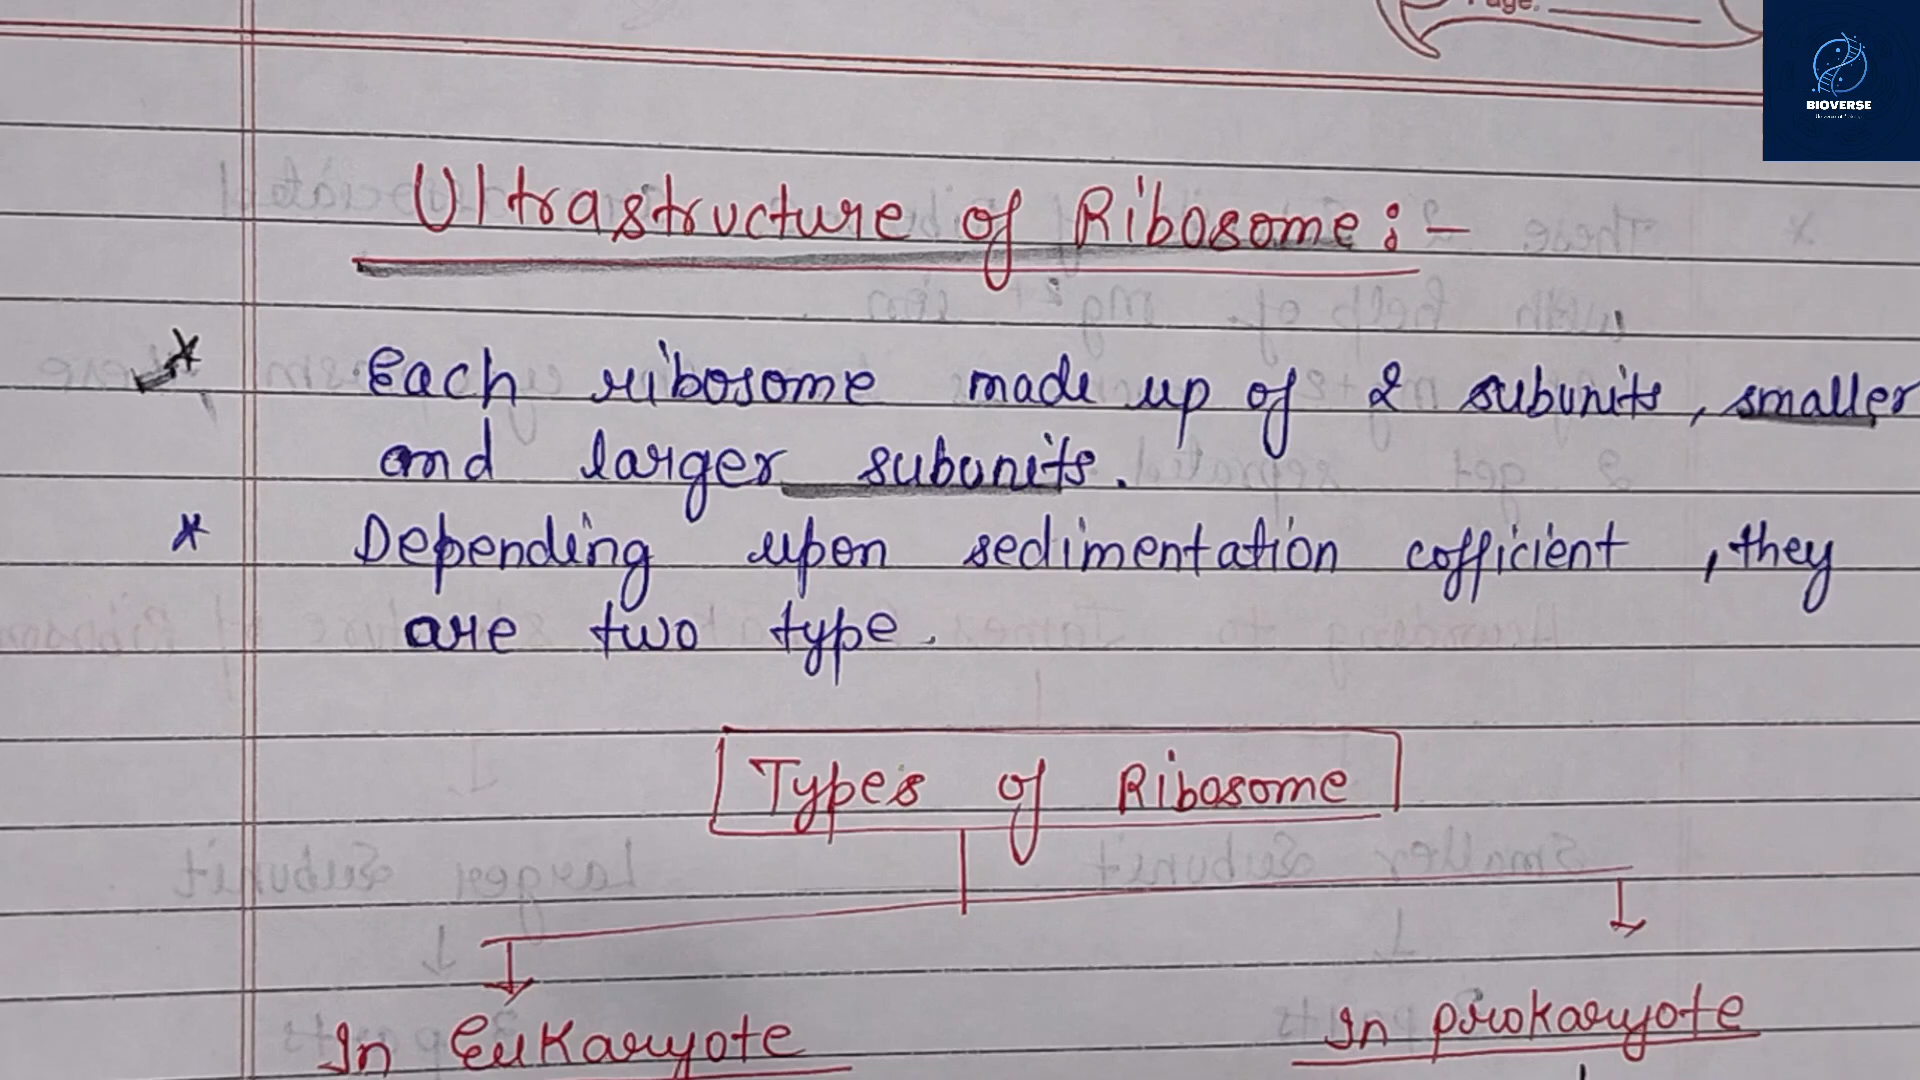 Page:
BIOVERSE
Ultrastructure of Ribosome :-
* Each ribosome made up of 2 subunits, smaller
and larger subunits.
* Depending upon sedimentation cofficient, they
are two type.
Types of Ribosome
In Eukaryote
In prokaryote